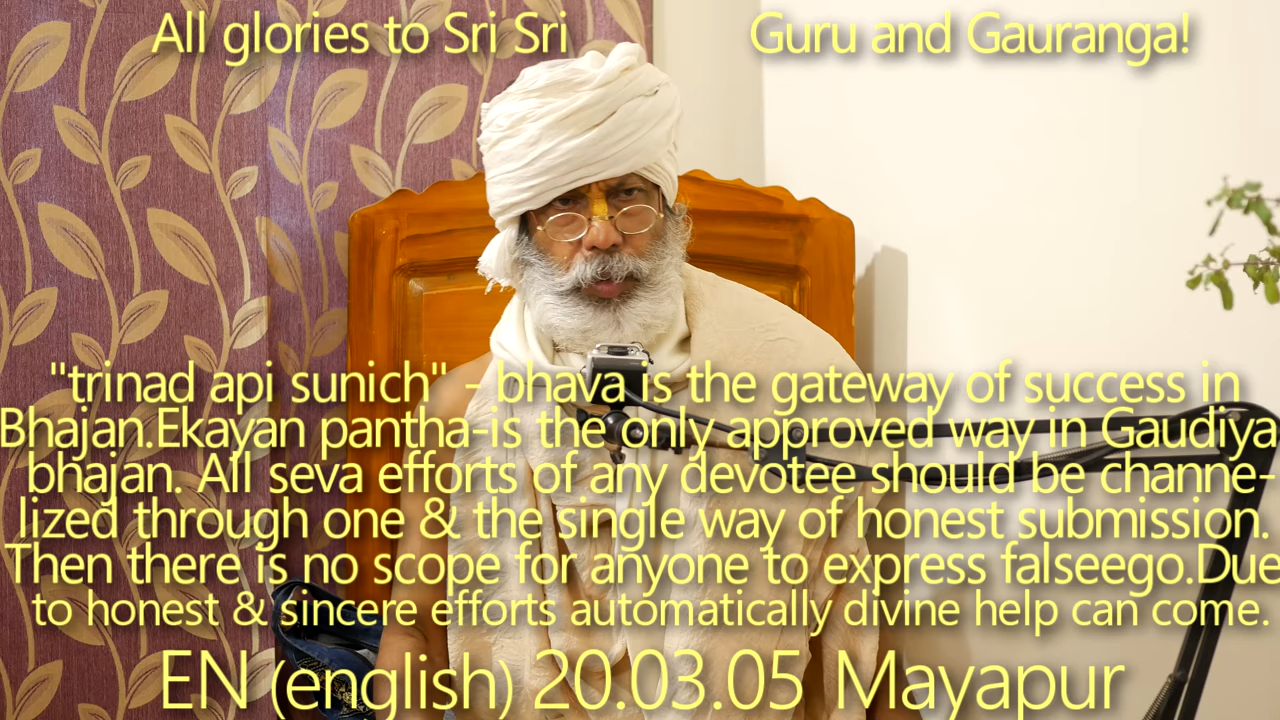 All glories to Sri Sri Guru and Gauranga!
"trinad api sunich" - bhava is the gateway of success in
Bhajan.Ekayan pantha-is the only approved way in Gaudiya
bhajan. All seva efforts of any devotee should be channe-
lized through one & the single way of honest submission.
Then there is no scope for anyone to express falseego.Due
to honest & sincere efforts automatically divine help can come.
EN (english) 20.03.05 Mayapur